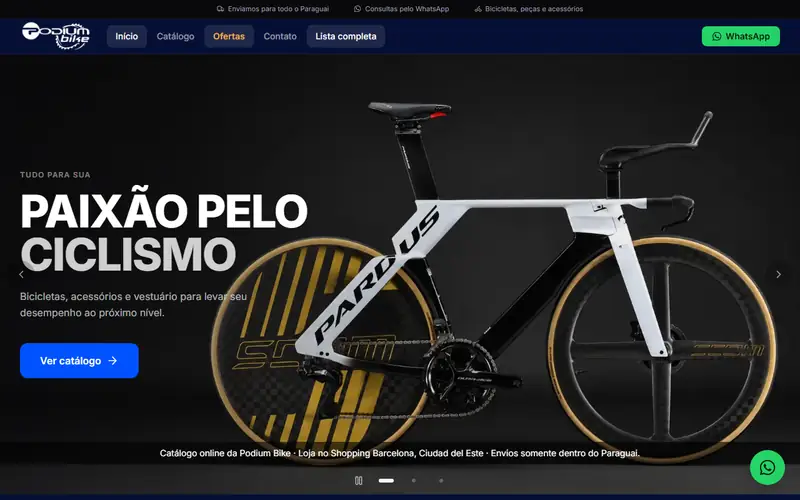 Enviamos para todo o Paraguai
Consultas pelo WhatsApp
Bicicletas, peças e acessórios
PODIUM
bike
Início
Catálogo
Ofertas
Contato
Lista completa
WhatsApp
TUDO PARA SUA
PAIXÃO PELO
CICLISMO
Bicicletas, acessórios e vestuário para levar seu
desempenho ao próximo nível.
Ver catálogo
PARDUS
Catálogo online da Podium Bike · Loja no Shopping Barcelona, Ciudad del Este · Envios somente dentro do Paraguai.